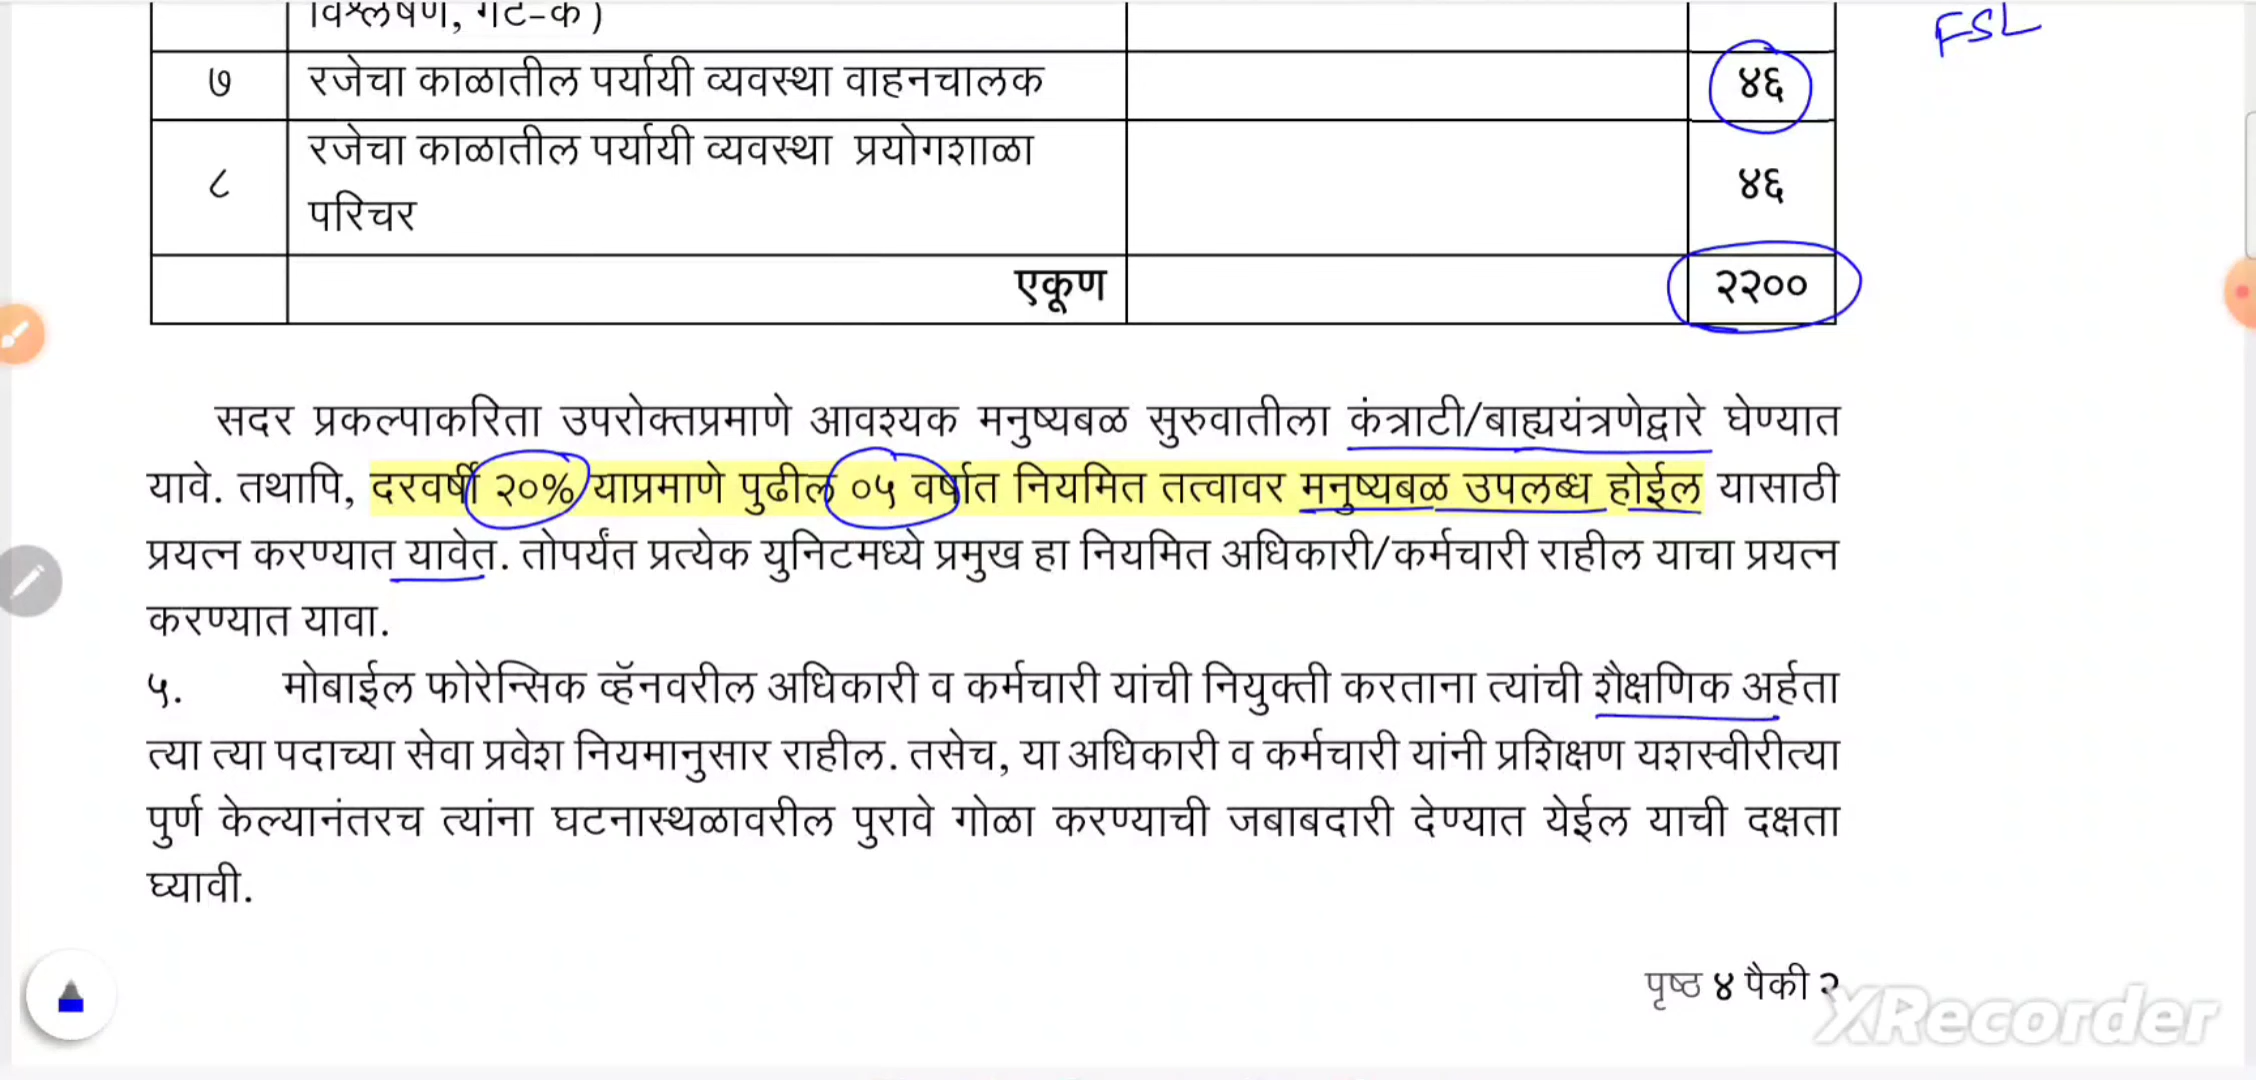 विश्लेषण, गट-क)
FSL
७ रजेचा काळातील पर्यायी व्यवस्था वाहनचालक ४६
रजेचा काळातील पर्यायी व्यवस्था प्रयोगशाळा
८ परिचर ४६
एकूण २२००
सदर प्रकल्पाकरिता उपरोक्तप्रमाणे आवश्यक मनुष्यबळ सुरुवातीला कंत्राटी/बाह्ययंत्रणेद्वारे घेण्यात
यावे. तथापि, दरवर्षी २०% याप्रमाणे पुढील ०५ वर्षात नियमित तत्वावर मनुष्यबळ उपलब्ध होईल यासाठी
प्रयत्न करण्यात यावेत. तोपर्यंत प्रत्येक युनिटमध्ये प्रमुख हा नियमित अधिकारी/कर्मचारी राहील याचा प्रयत्न
करण्यात यावा.
५. मोबाईल फोरेन्सिक व्हॅनवरील अधिकारी व कर्मचारी यांची नियुक्ती करताना त्यांची शैक्षणिक अर्हता
त्या त्या पदाच्या सेवा प्रवेश नियमानुसार राहील. तसेच, या अधिकारी व कर्मचारी यांनी प्रशिक्षण यशस्वीरीत्या
पुर्ण केल्यानंतरच त्यांना घटनास्थळावरील पुरावे गोळा करण्याची जबाबदारी देण्यात येईल याची दक्षता
घ्यावी.
पृष्ठ ४ पैकी २
XRecorder